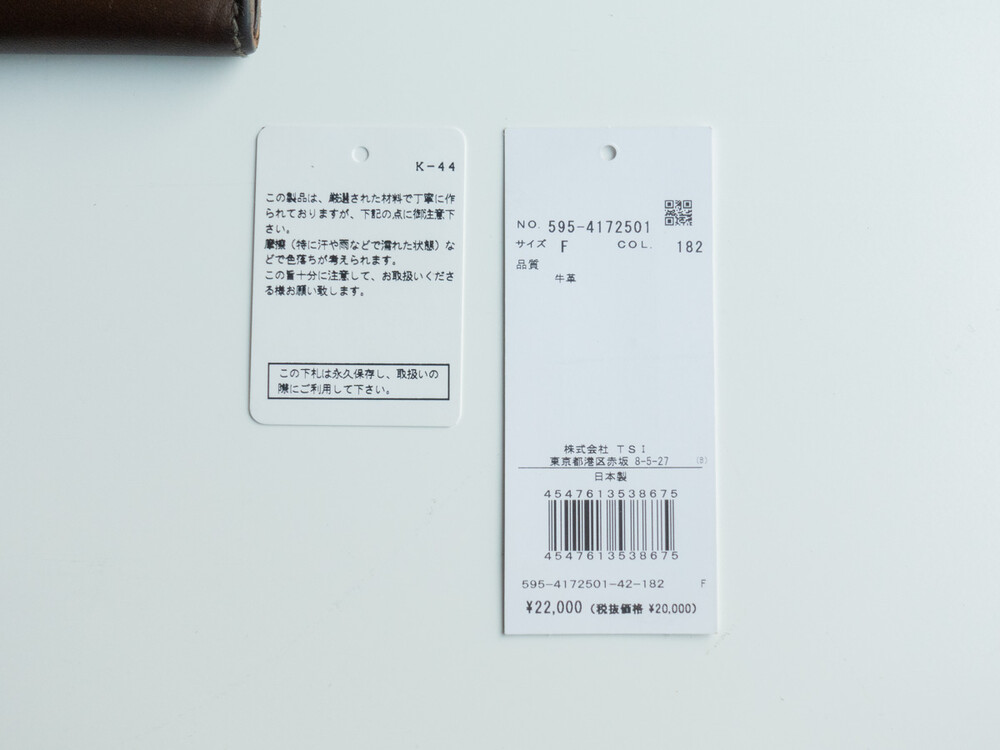 K-44
この製品は、厳選された材料で丁寧に作
られておりますが、下記の点に御注意下
さい。
摩擦（特に汗や雨などで濡れた状態）な
どで色落ちが考えられます。
この旨十分に注意して、お取扱いくださ
る様お願い致します。
この下札は永久保存し、取扱いの
際にご利用して下さい。
NO. 595-4172501
サイズ F COL. 182
品質
牛革
株式会社 TSI
東京都港区赤坂 8-5-27 (9)
日本製
4547613538675
4547613538675
595-4172501-42-182 F
¥22,000 (税抜価格 ¥20,000)